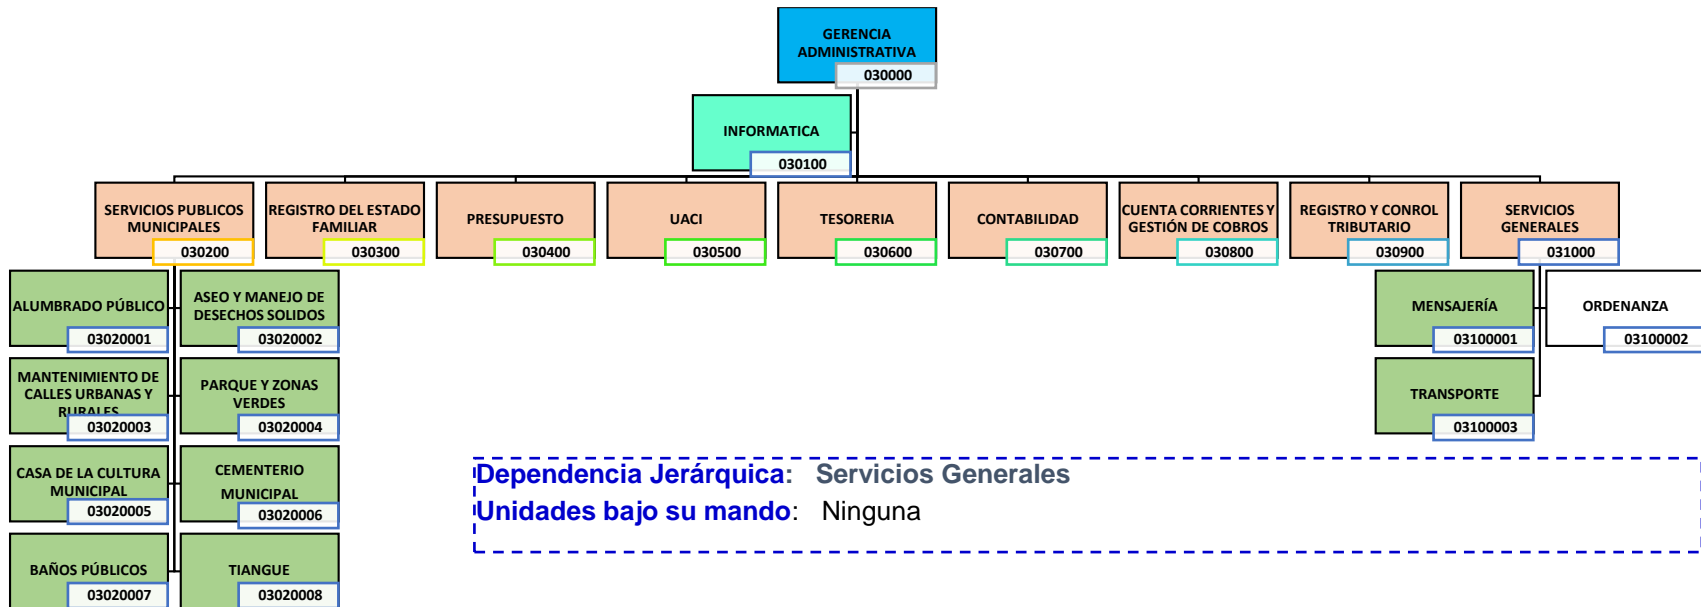 GERENCIA
ADMINISTRATIVA
030000
INFORMATICA
030100
SERVICIOS PUBLICOS
MUNICIPALES
030200
REGISTRO DEL ESTADO
FAMILIAR
030300
PRESUPUESTO
030400
UACI
030500
TESORERIA
030600
CONTABILIDAD
030700
CUENTA CORRIENTES Y
GESTIÓN DE COBROS
030800
REGISTRO Y CONROL
TRIBUTARIO
030900
SERVICIOS
GENERALES
031000
ALUMBRADO PÚBLICO
03020001
ASEO Y MANEJO DE
DESECHOS SOLIDOS
03020002
MENSAJERÍA
03100001
ORDENANZA
03100002
MANTENIMIENTO DE
CALLES URBANAS Y
RURALES
03020003
PARQUE Y ZONAS
VERDES
03020004
TRANSPORTE
03100003
CASA DE LA CULTURA
MUNICIPAL
03020005
CEMENTERIO
MUNICIPAL
03020006
Dependencia Jerárquica: Servicios Generales
Unidades bajo su mando: Ninguna
BAÑOS PÚBLICOS
03020007
TIANGUE
03020008